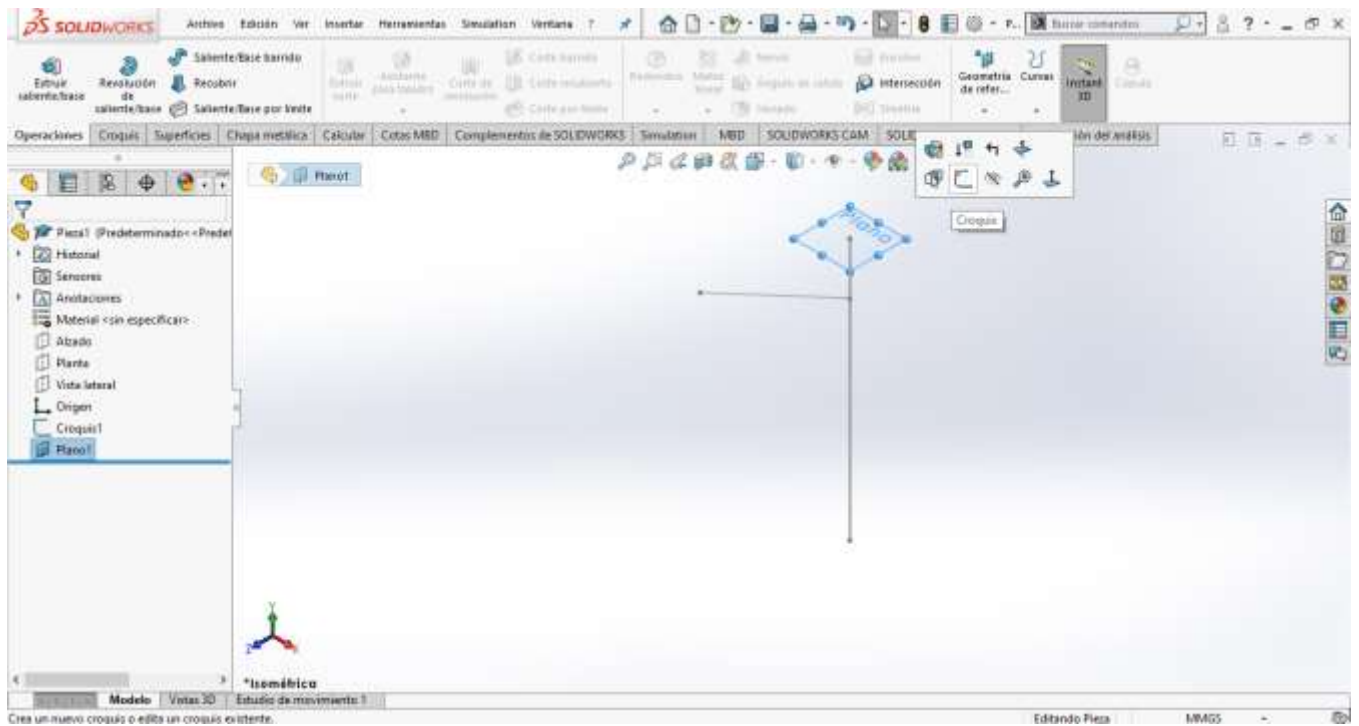 SOLIDWORKS
Archivo Edición Ver Insertar Herramientas Simulation Ventana ?
P... Buscar comandos
Extruir saliente/base
Revolución de saliente/base
Saliente/Base barrido
Recubrir
Saliente/Base por límite
Intersección
Geometría de refer...
Curvas
Instant 3D
Operaciones Croquis Superficies Chapa metálica Calcular Cotas MBD Complementos de SOLIDWORKS Simulation MBD SOLIDWORKS CAM
Plano1
Croquis
Plano
Pieza1 (Predeterminado<<Predet
Historial
Sensores
Anotaciones
Material <sin especificar>
Alzado
Planta
Vista lateral
Origen
Croquis1
Plano1
Y
Z
X
*Isométrica
Modelo Vistas 3D Estudio de movimiento 1
Crea un nuevo croquis o edita un croquis existente.
Editando Pieza MMGS